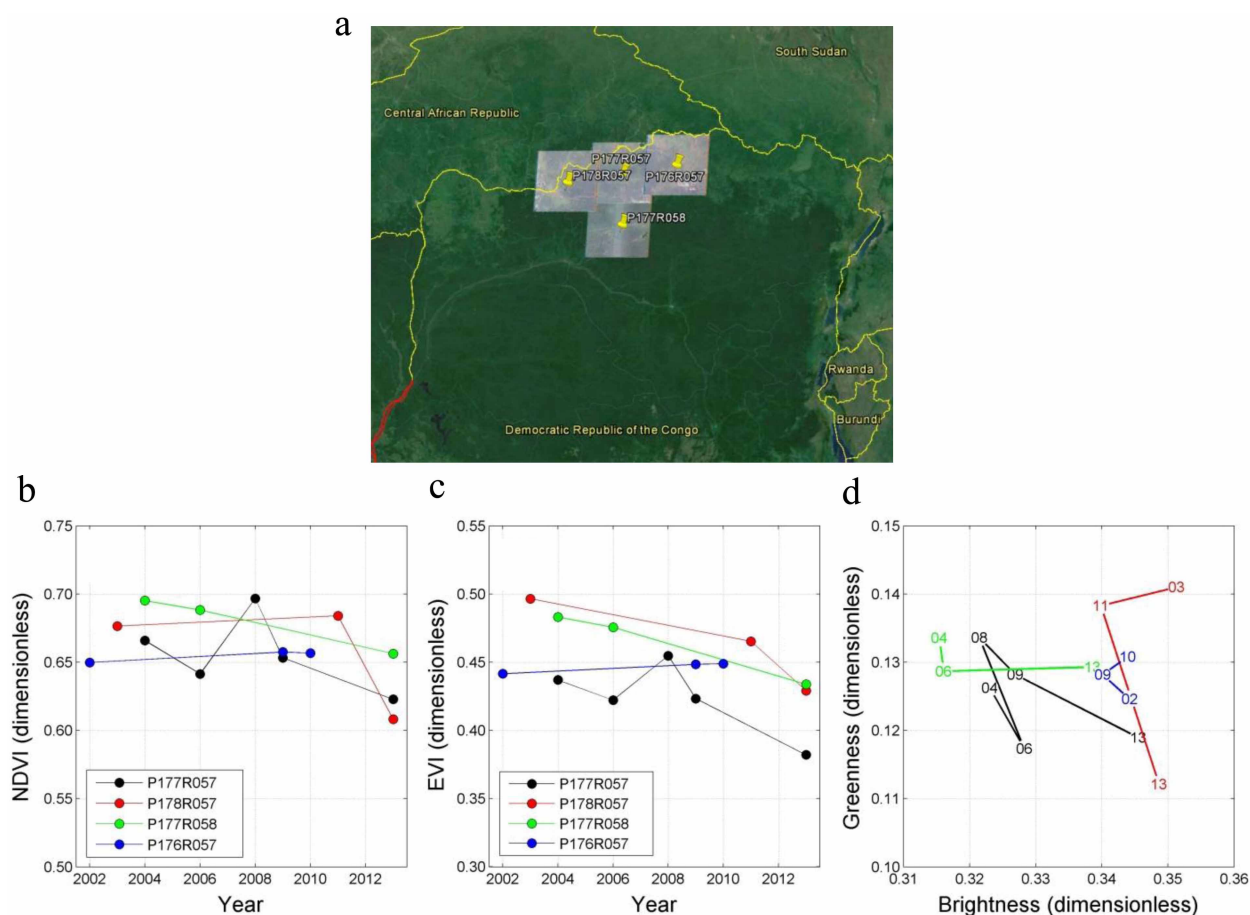 a
South Sudan
Central African Republic
P177R057
P178R057
P176R057
P177R058
Rwanda
Burundi
Democratic Republic of the Congo
b
0.75
0.70
0.65
0.60
0.55
0.50
NDVI (dimensionless)
P177R057
P178R057
P177R058
P176R057
2002 2004 2006 2008 2010 2012
Year
c
0.55
0.50
0.45
0.40
0.35
0.30
EVI (dimensionless)
P177R057
P178R057
P177R058
P176R057
2002 2004 2006 2008 2010 2012
Year
d
0.15
0.14
0.13
0.12
0.11
0.10
Greenness (dimensionless)
03
11
04
08
10
06
09
13
09
04
02
06
13
13
0.31 0.32 0.33 0.34 0.35 0.36
Brightness (dimensionless)